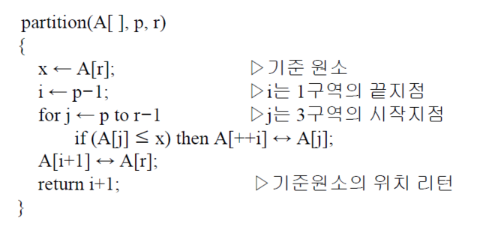 partition(A[ ], p, r)
{
x ← A[r]; ▷기준 원소
i ← p−1; ▷i는 1구역의 끝지점
for j ← p to r−1 ▷j는 3구역의 시작지점
if (A[j] ≤ x) then A[++i] ↔ A[j];
A[i+1] ↔ A[r];
return i+1; ▷기준원소의 위치 리턴
}